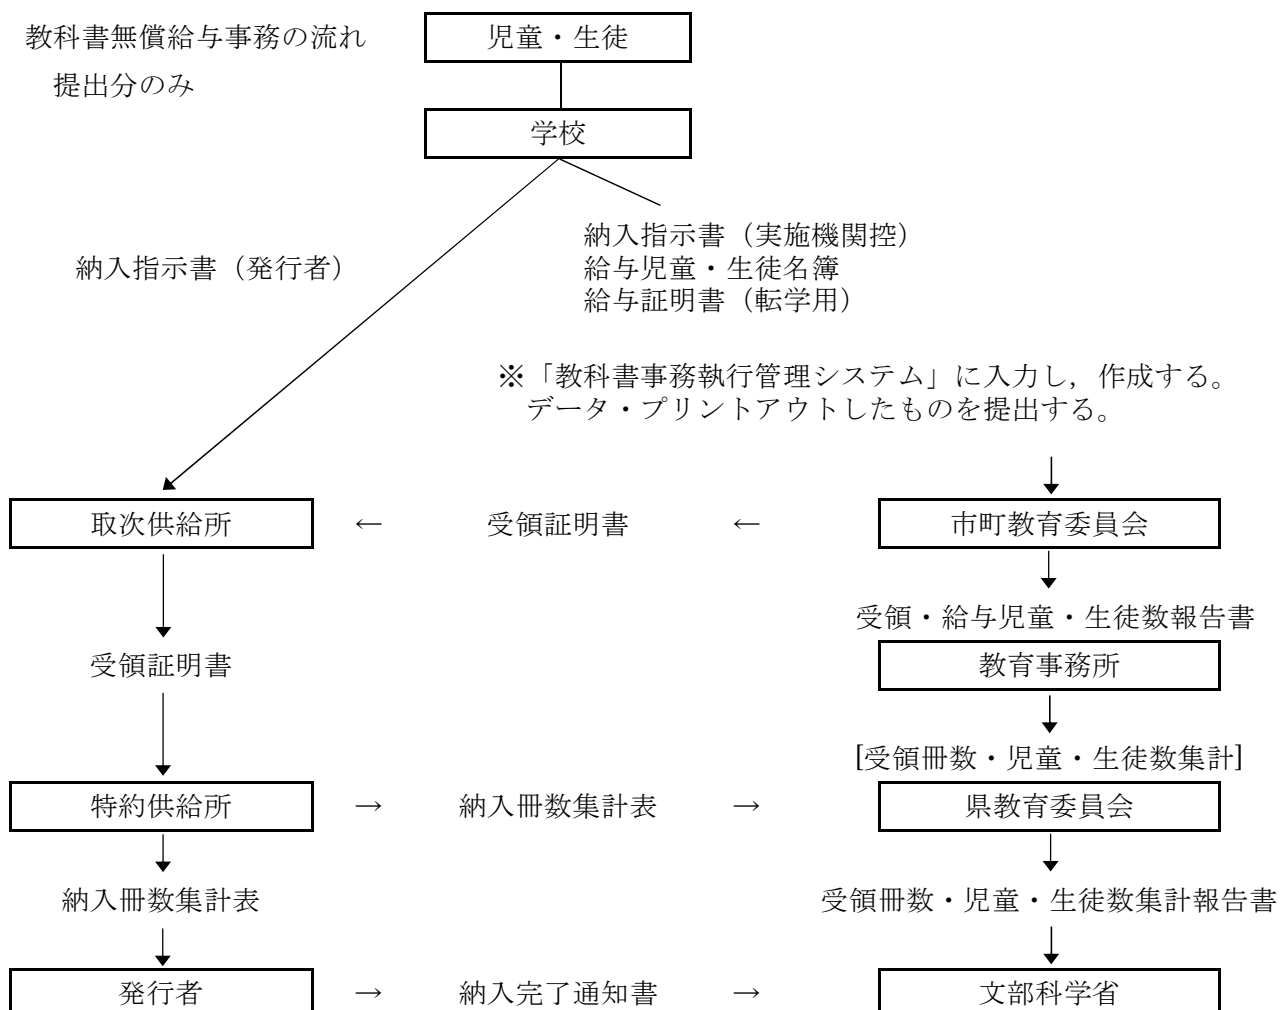 教科書無償給与事務の流れ
提出分のみ
児童・生徒
学校
納入指示書（発行者）
納入指示書（実施機関控）
給与児童・生徒名簿
給与証明書（転学用）
※「教科書事務執行管理システム」に入力し，作成する。
データ・プリントアウトしたものを提出する。
取次供給所 ← 受領証明書 ← 市町教育委員会
受領・給与児童・生徒数報告書
受領証明書
教育事務所
[受領冊数・児童・生徒数集計]
特約供給所 → 納入冊数集計表 → 県教育委員会
納入冊数集計表
受領冊数・児童・生徒数集計報告書
発行者 → 納入完了通知書 → 文部科学省